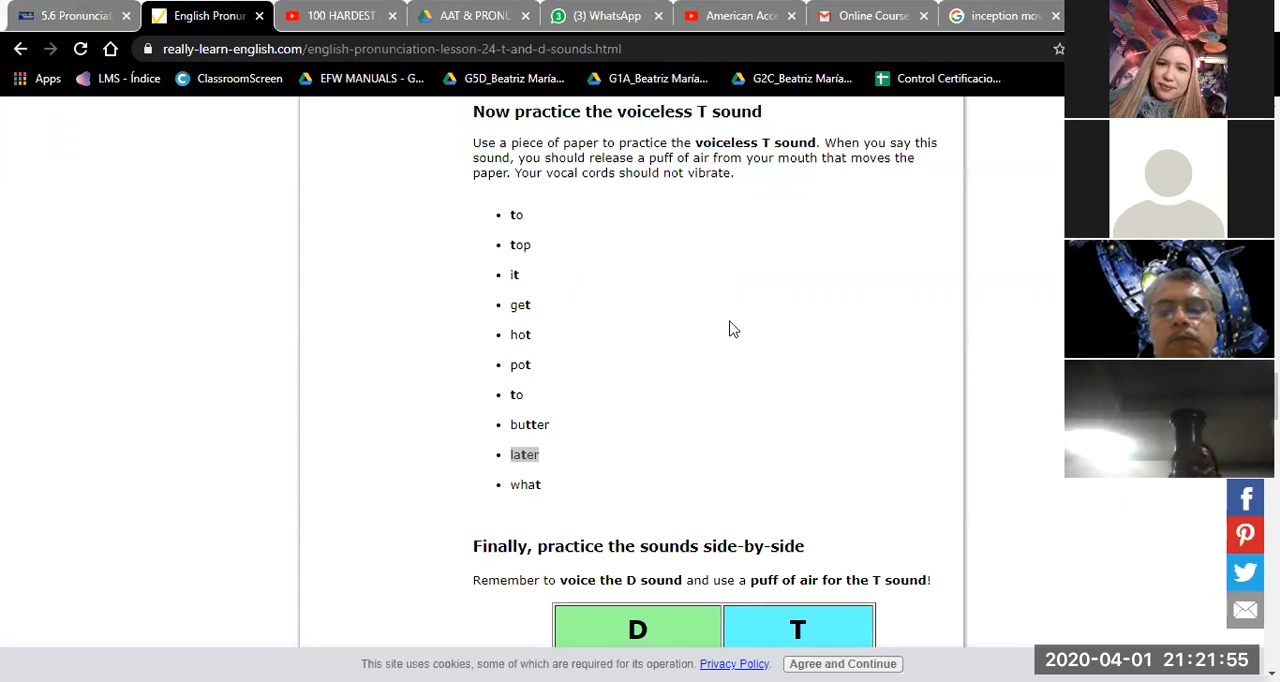 5.6 Pronuncia
English Pronun
100 HARDEST
AAT & PRONU
3
(3) WhatsApp
American Acce
Online Course
inception mov
really-learn-english.com/english-pronunciation-lesson-24-t-and-d-sounds.html
Apps
LMS - Índice
ClassroomScreen
EFW MANUALS - G...
G5D_Beatriz María...
G1A_Beatriz María...
G2C_Beatriz María...
Control Certificacio...
Now practice the voiceless T sound
Use a piece of paper to practice the voiceless T sound. When you say this
sound, you should release a puff of air from your mouth that moves the
paper. Your vocal cords should not vibrate.
• to
• top
• it
• get
• hot
• pot
• to
• butter
• later
• what
Finally, practice the sounds side-by-side
Remember to voice the D sound and use a puff of air for the T sound!
D T
This site uses cookies, some of which are required for its operation. Privacy Policy. Agree and Continue
2020-04-01 21:21:55